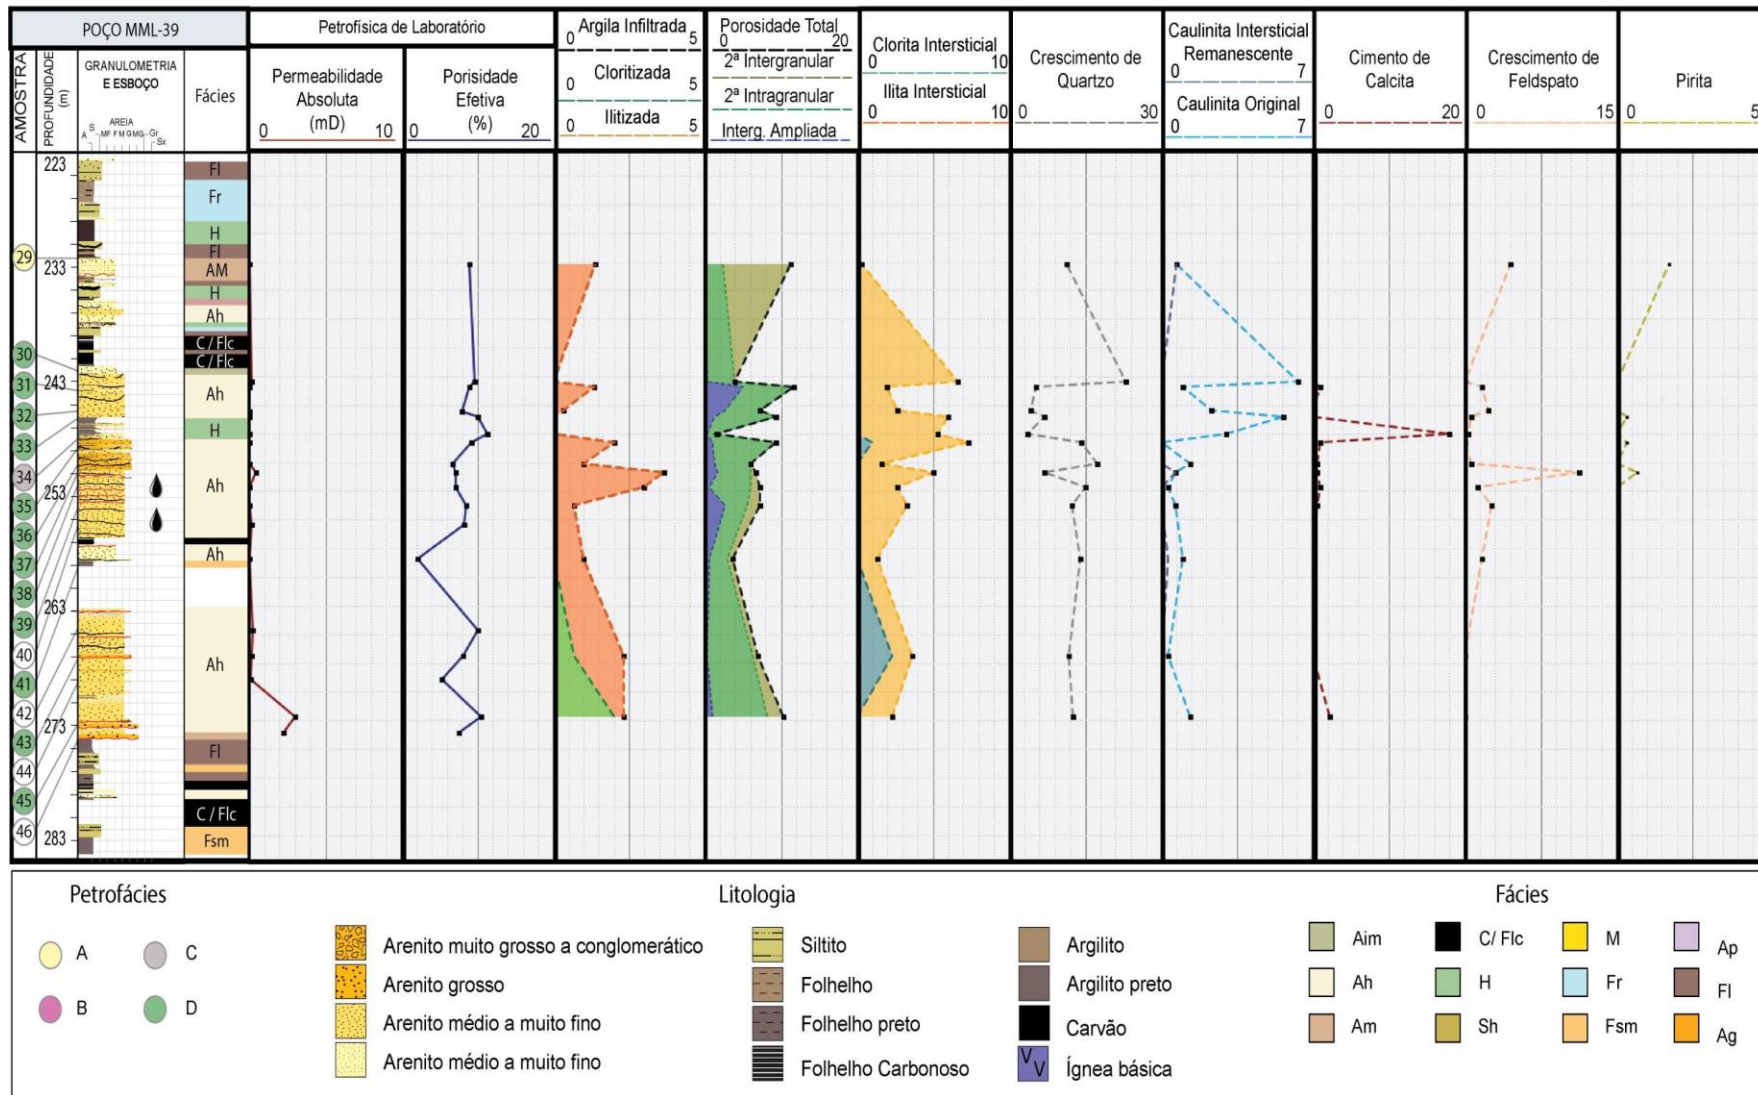 POÇO MML-39
AMOSTRA
PROFUNDIDADE
(m)
GRANULOMETRIA
E ESBOÇO
AREIA
A S MF F M G MG Gr Sx
Fácies
Petrofísica de Laboratório
Permeabilidade
Absoluta
(mD)
0 10
Porisidade
Efetiva
(%)
0 20
Argila Infiltrada
0 5
Cloritizada
0 5
Ilitizada
0 5
Porosidade Total
0 20
2ª Intergranular
2ª Intragranular
Interg. Ampliada
Clorita Intersticial
0 10
Ilita Intersticial
0 10
Crescimento de
Quartzo
0 30
Caulinita Intersticial
Remanescente
0 7
Caulinita Original
0 7
Cimento de
Calcita
0 20
Crescimento de
Feldspato
0 15
Pirita
0 5
29
30
31
32
33
34
35
36
37
38
39
40
41
42
43
44
45
46
223
233
243
253
263
273
283
Fl
Fr
H
Fl
AM
H
Ah
C / Flc
C / Flc
Ah
H
Ah
Ah
Ah
Fl
C / Flc
Fsm
Petrofácies
A
C
B
D
Litologia
Arenito muito grosso a conglomerático
Arenito grosso
Arenito médio a muito fino
Arenito médio a muito fino
Siltito
Folhelho
Folhelho preto
Folhelho Carbonoso
Argilito
Argilito preto
Carvão
V V
Ígnea básica
Fácies
Aim
C/ Flc
M
Ap
Ah
H
Fr
Fl
Am
Sh
Fsm
Ag